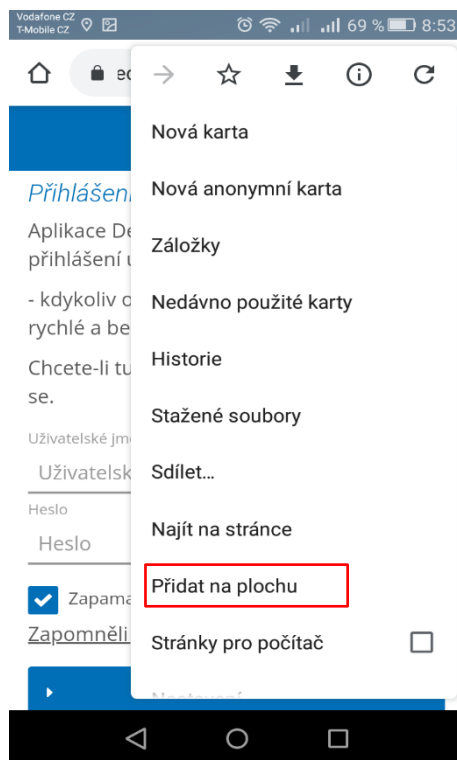 Vodafone CZ
T-Mobile CZ
69 %
8:53
Nová karta
Nová anonymní karta
Záložky
Nedávno použité karty
Historie
Stažené soubory
Sdílet...
Najít na stránce
Přidat na plochu
Stránky pro počítač
Nastavení
Přihlášení
Aplikace De
přihlášení u
- kdykoliv o
rychlé a be
Chcete-li tu
se.
Uživatelské jm
Uživatelsk
Heslo
Heslo
Zapama
Zapomněli